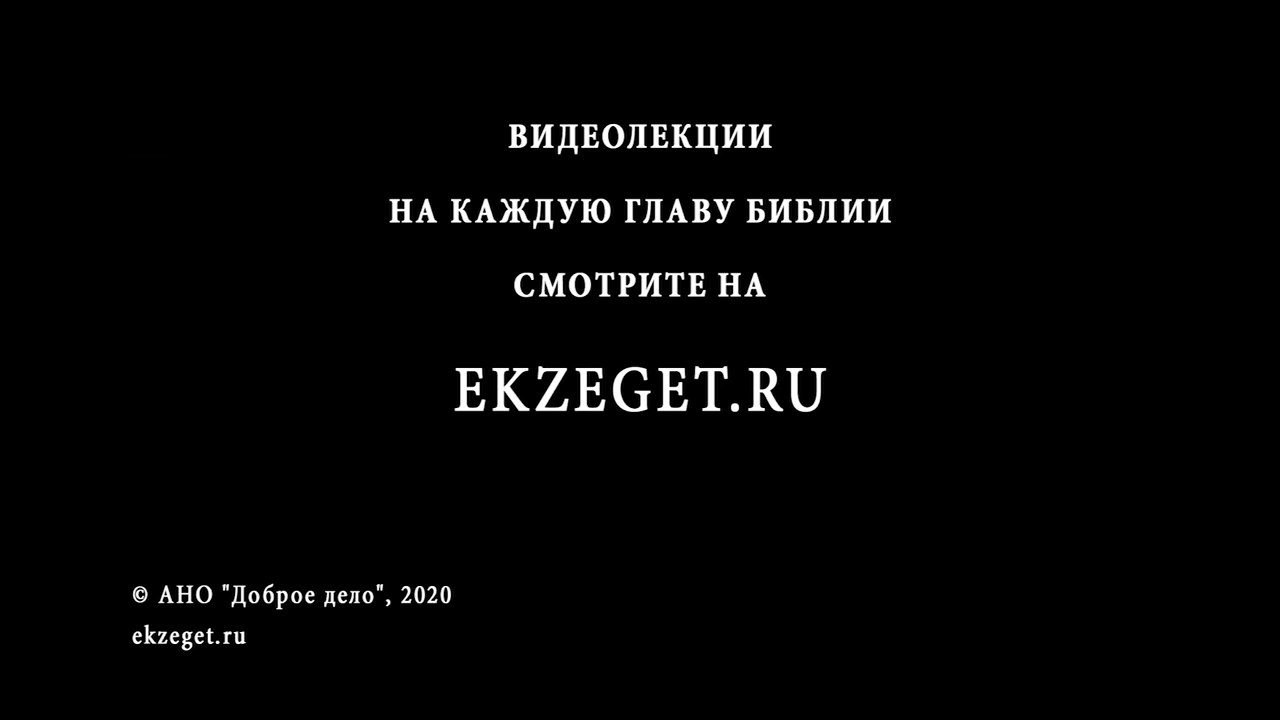 ВИДЕОЛЕКЦИИ
НА КАЖДУЮ ГЛАВУ БИБЛИИ
СМОТРИТЕ НА
EKZEGET.RU
© АНО "Доброе дело", 2020
ekzeget.ru